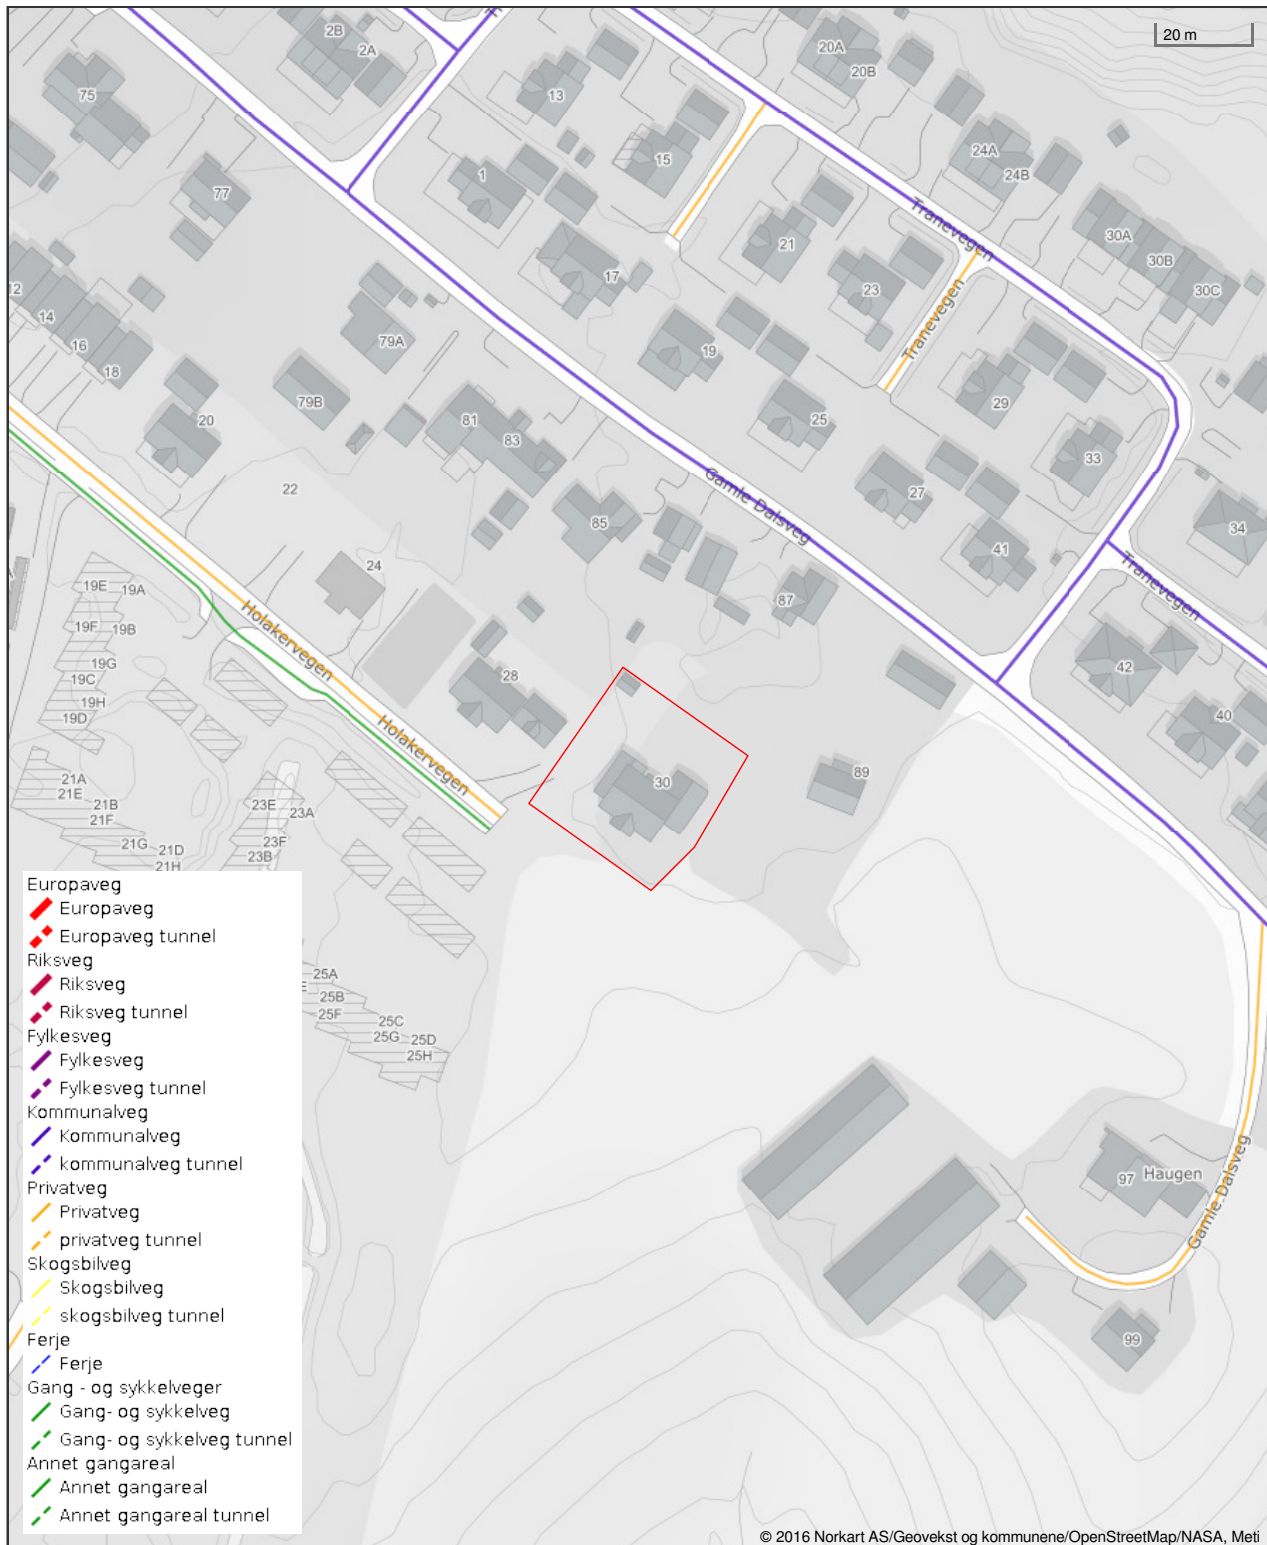 20 m
2B
2A
20A
20B
75
13
15
24A
24B
1
77
Tranevegen
21
30A
30B
30C
17
23
12
14
16
18
79A
Tranevegen
19
79B
20
81
83
25
29
33
22
Gamle Dalsveg
27
85
34
41
24
Tranevegen
19E
19A
19F
19B
Holakervegen
87
19G
19C
19H
19D
28
42
40
Holakervegen
30
89
21A
21E
21B
21F
23E
23A
21G
21D
21H
23F
23B
25A
25B
25F
25C
25G
25D
25H
97
Haugen
Gamle Dalsveg
99
Europaveg
Europaveg
Europaveg tunnel
Riksveg
Riksveg
Riksveg tunnel
Fylkesveg
Fylkesveg
Fylkesveg tunnel
Kommunalveg
Kommunalveg
kommunalveg tunnel
Privatveg
Privatveg
privatveg tunnel
Skogsbilveg
Skogsbilveg
skogsbilveg tunnel
Ferje
Ferje
Gang - og sykkelveger
Gang- og sykkelveg
Gang- og sykkelveg tunnel
Annet gangareal
Annet gangareal
Annet gangareal tunnel
© 2016 Norkart AS/Geovekst og kommunene/OpenStreetMap/NASA, Meti